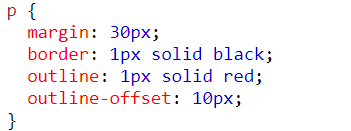 p {
  margin: 30px;
  border: 1px solid black;
  outline: 1px solid red;
  outline-offset: 10px;
}